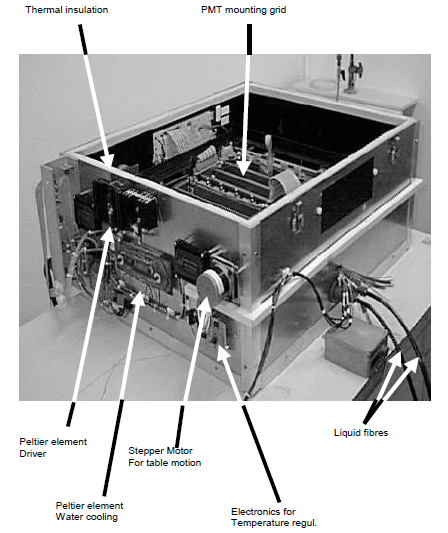 Thermal insulation
PMT mounting grid
Peltier element
Driver
Stepper Motor
For table motion
Liquid fibres
Peltier element
Water cooling
Electronics for
Temperature regul.